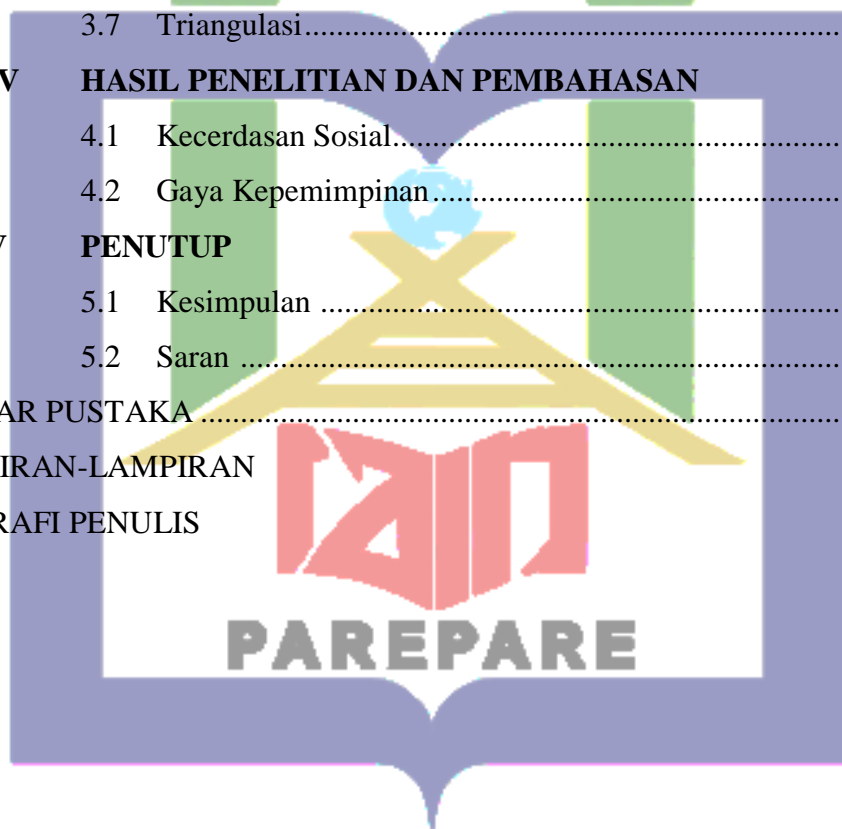 3.7 Triangulasi
V HASIL PENELITIAN DAN PEMBAHASAN
4.1 Kecerdasan Sosial
4.2 Gaya Kepemimpinan
V PENUTUP
5.1 Kesimpulan
5.2 Saran
AR PUSTAKA
IRAN-LAMPIRAN
RAFI PENULIS
iain
PAREPARE